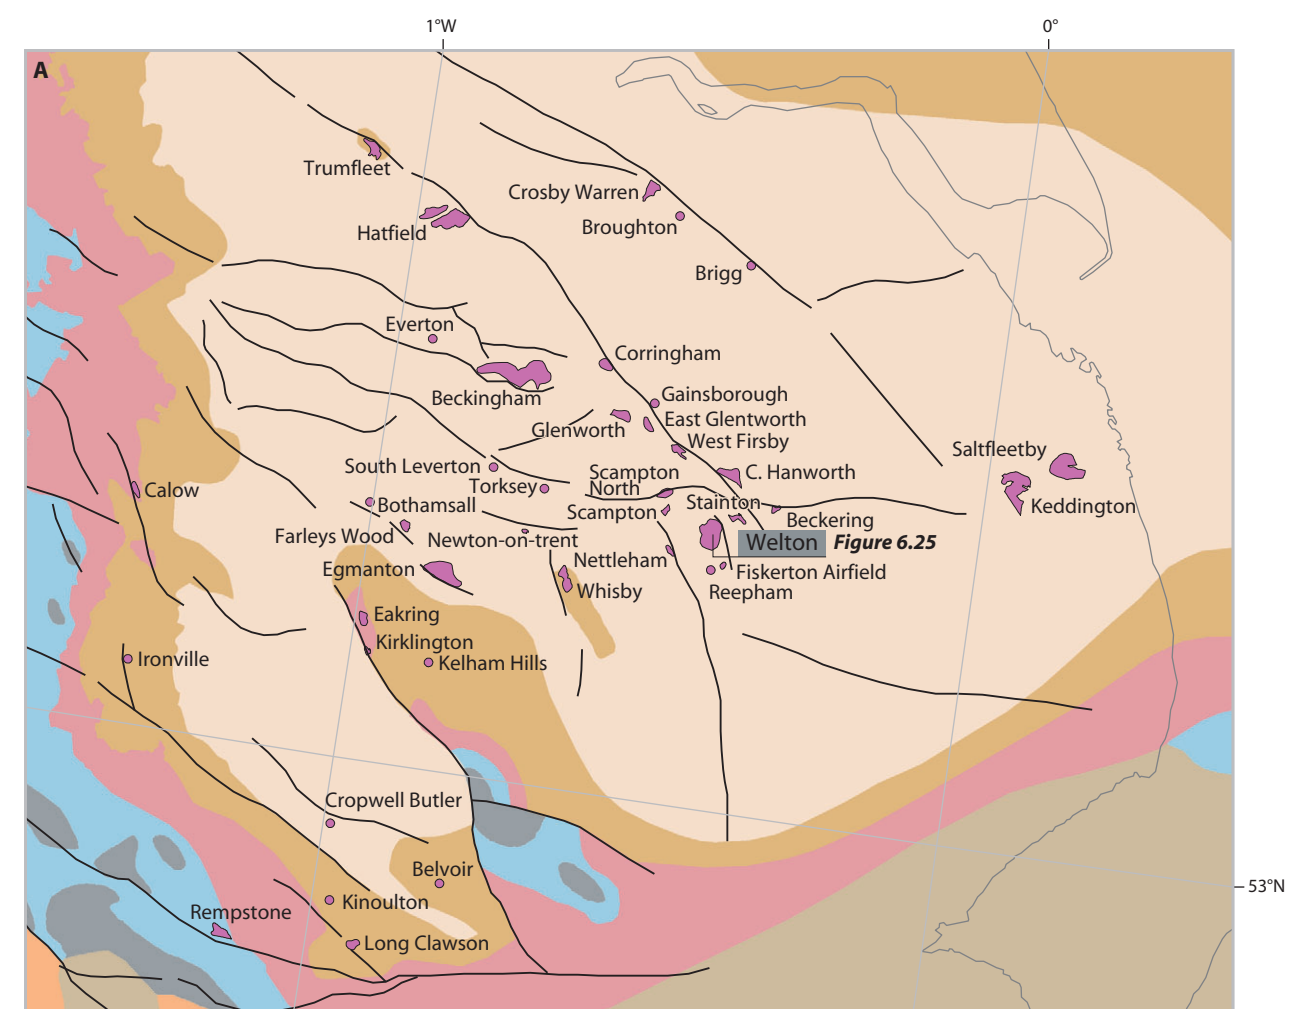 1°W
0°
A
Trumfleet
Crosby Warren
Broughton
Hatfield
Brigg
Everton
Corringham
Beckingham
Gainsborough
East Glentworth
Glenworth
West Firsby
Saltfleetby
South Leverton
Scampton
North
C. Hanworth
Torksey
Calow
Stainton
Keddington
Bothamsall
Scampton
Beckering
Farleys Wood
Newton-on-trent
Welton
Figure 6.25
Nettleham
Egmanton
Fiskerton Airfield
Whisby
Reepham
Eakring
Kirklington
Ironville
Kelham Hills
Cropwell Butler
Belvoir
53°N
Kinoulton
Rempstone
Long Clawson